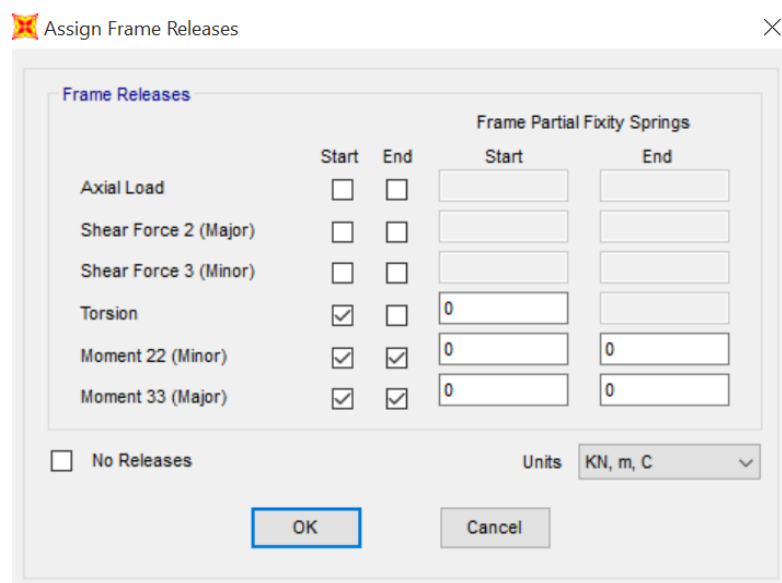 Assign Frame Releases
Frame Releases
Frame Partial Fixity Springs
Start End Start End
Axial Load
Shear Force 2 (Major)
Shear Force 3 (Minor)
Torsion 0
Moment 22 (Minor) 0 0
Moment 33 (Major) 0 0
No Releases Units KN, m, C
OK Cancel